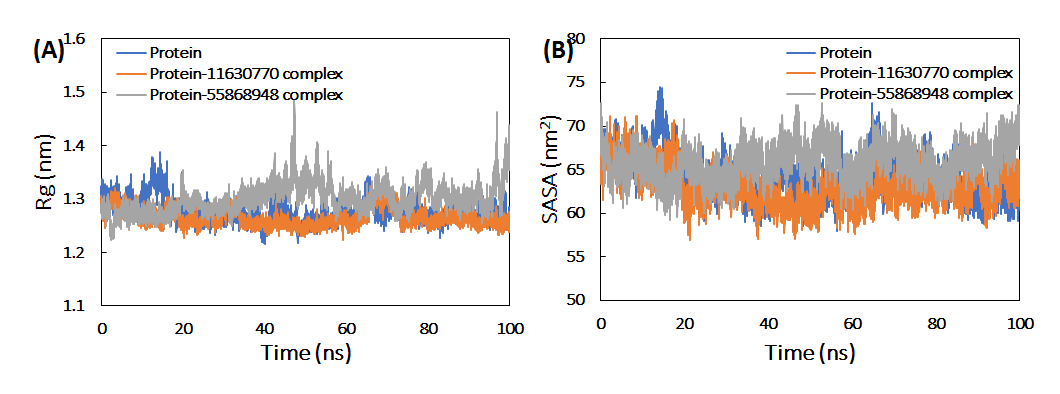 (A)
1.6
1.5
1.4
1.3
1.2
1.1
Rg (nm)
Protein
Protein-11630770 complex
Protein-55868948 complex
0 20 40 60 80 100
Time (ns)
(B)
80
75
70
65
60
55
50
SASA (nm²)
Protein
Protein-11630770 complex
Protein-55868948 complex
0 20 40 60 80 100
Time (ns)